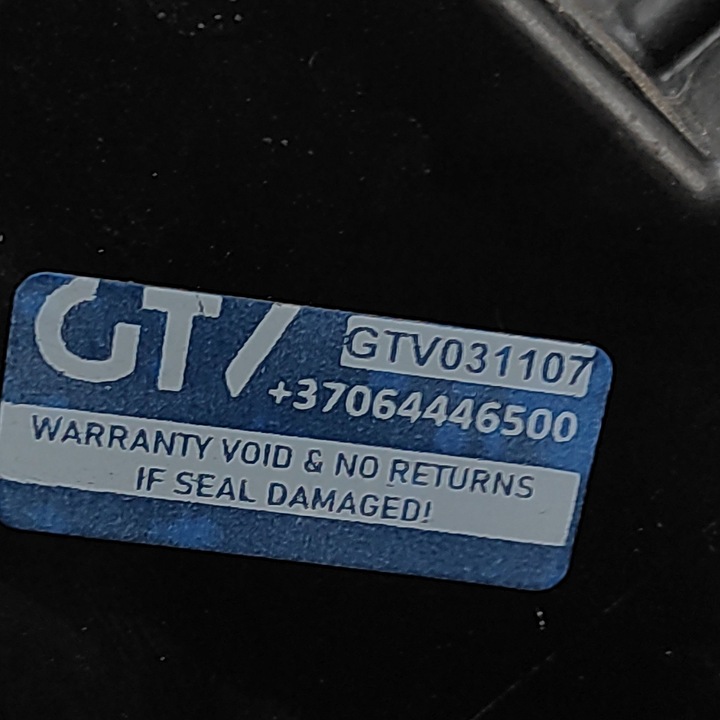 GT/
GTV031107
+37064446500
WARRANTY VOID & NO RETURNS
IF SEAL DAMAGED!